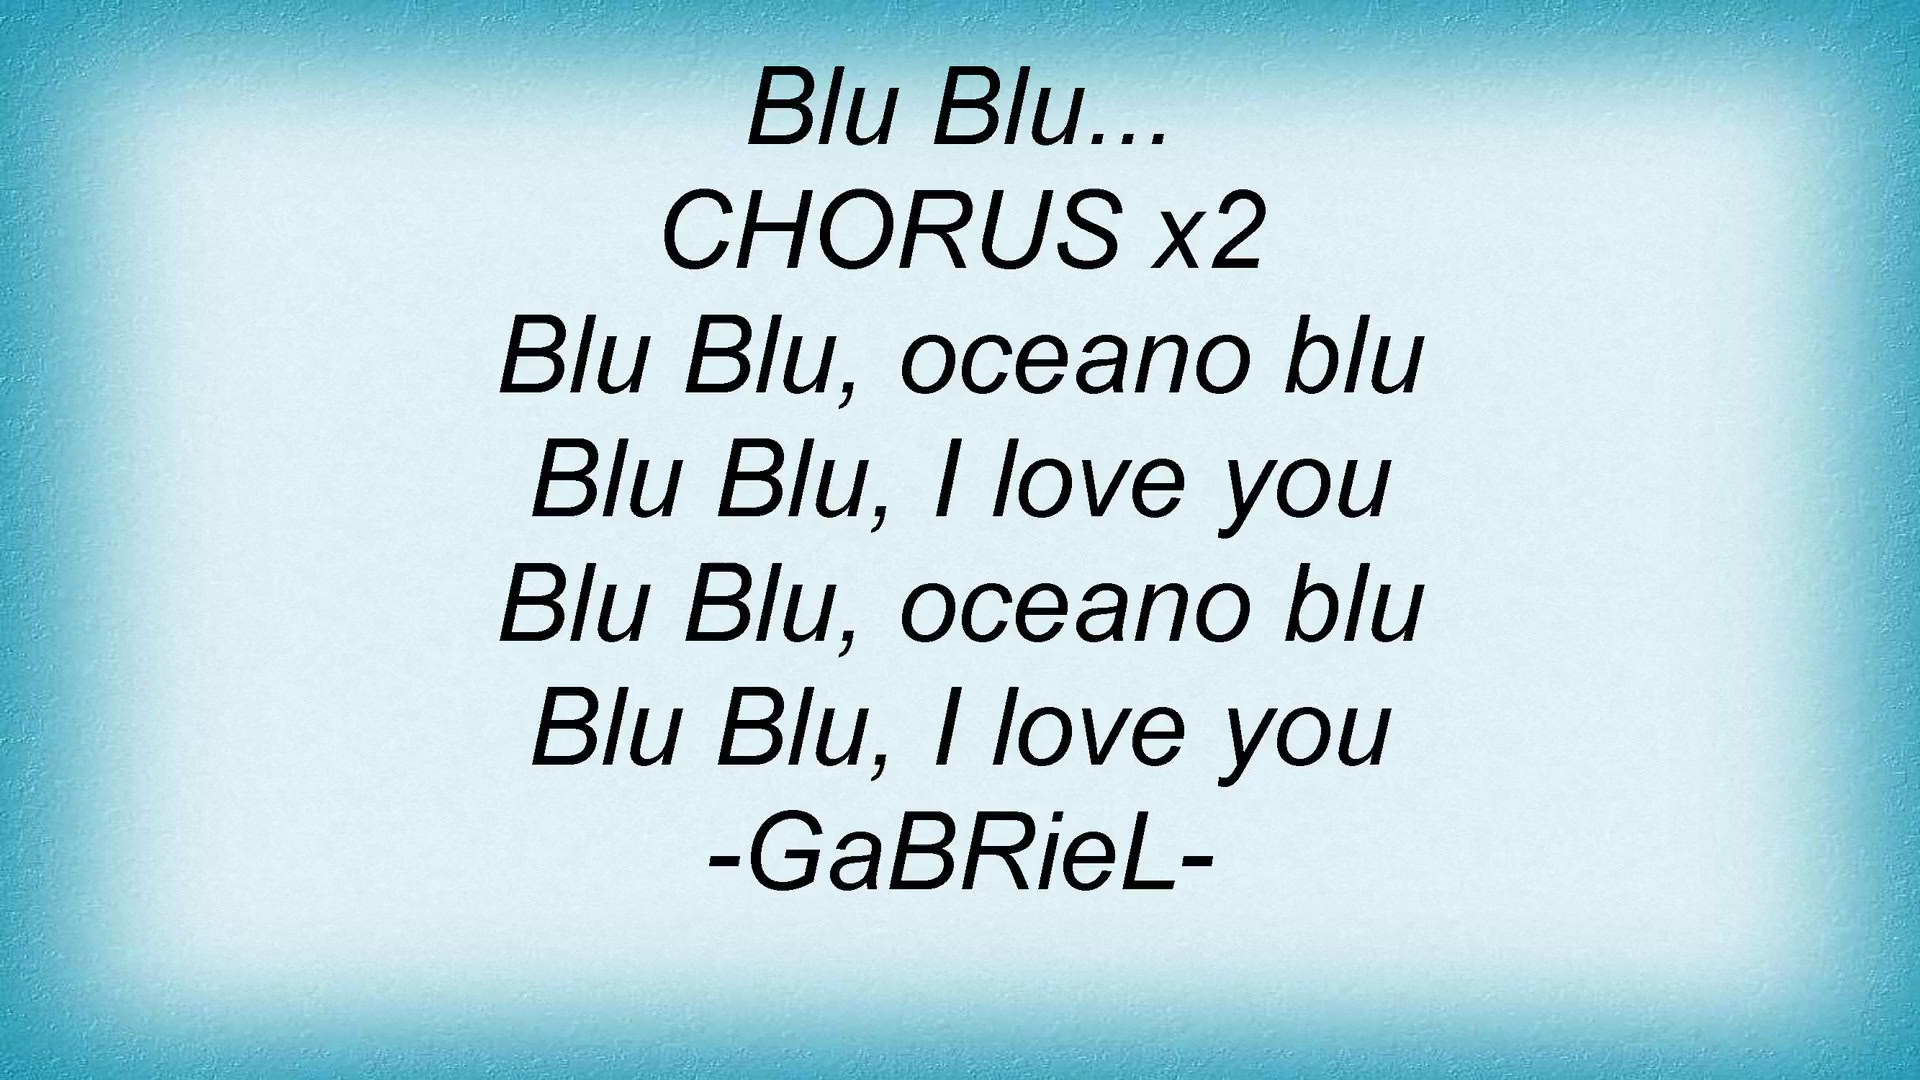 Blu Blu...
CHORUS x2
Blu Blu, oceano blu
Blu Blu, I love you
Blu Blu, oceano blu
Blu Blu, I love you
-GaBRieL-